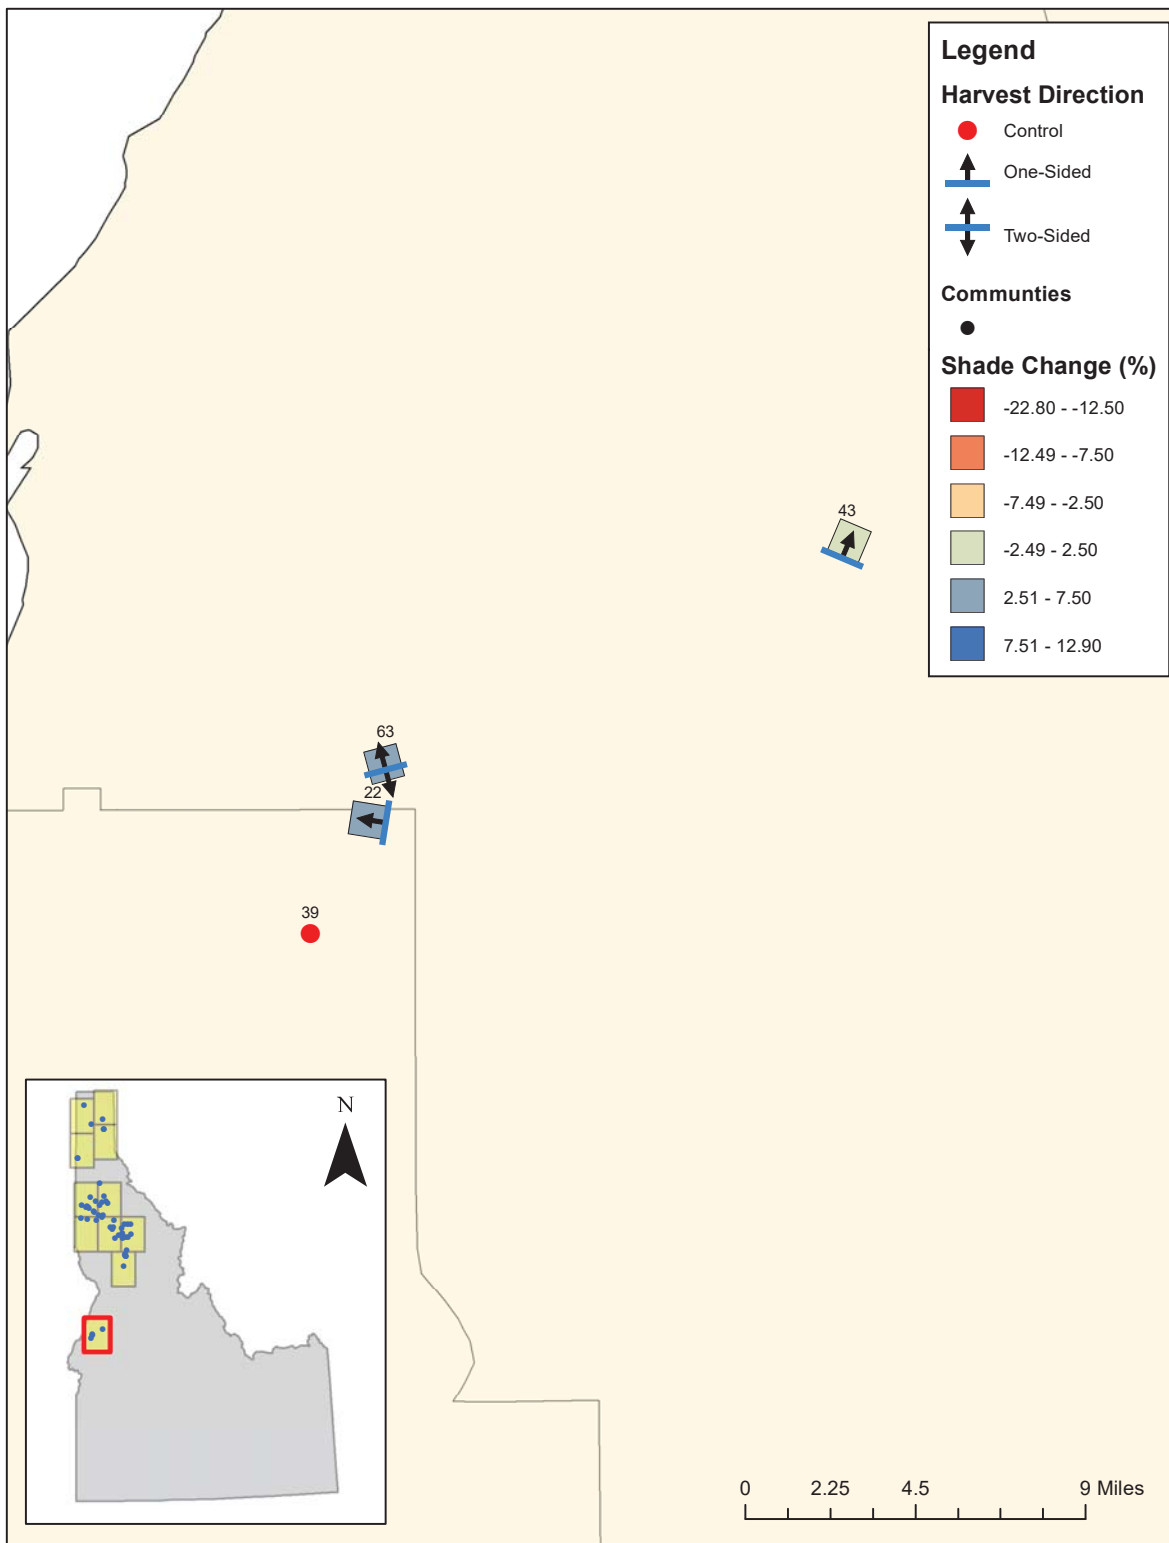 Legend
Harvest Direction
Control
One-Sided
Two-Sided
Communties
Shade Change (%)
-22.80 - -12.50
-12.49 - -7.50
-7.49 - -2.50
-2.49 - 2.50
2.51 - 7.50
7.51 - 12.90
43
63
22
39
N
0 2.25 4.5 9 Miles